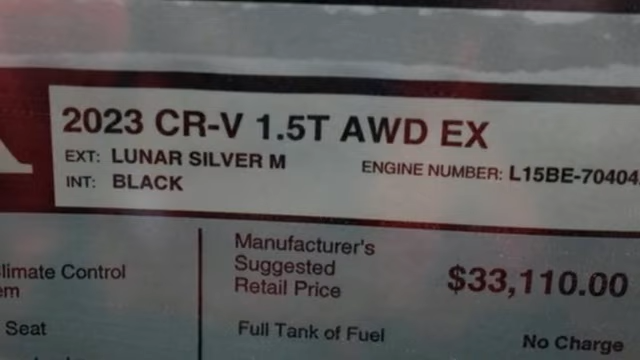 2023 CR-V 1.5T AWD EX
EXT: LUNAR SILVER M
ENGINE NUMBER: L15BE-70404
INT: BLACK
Climate Control
Manufacturer's
Suggested
Retail Price
$33,110.00
Seat
Full Tank of Fuel
No Charge